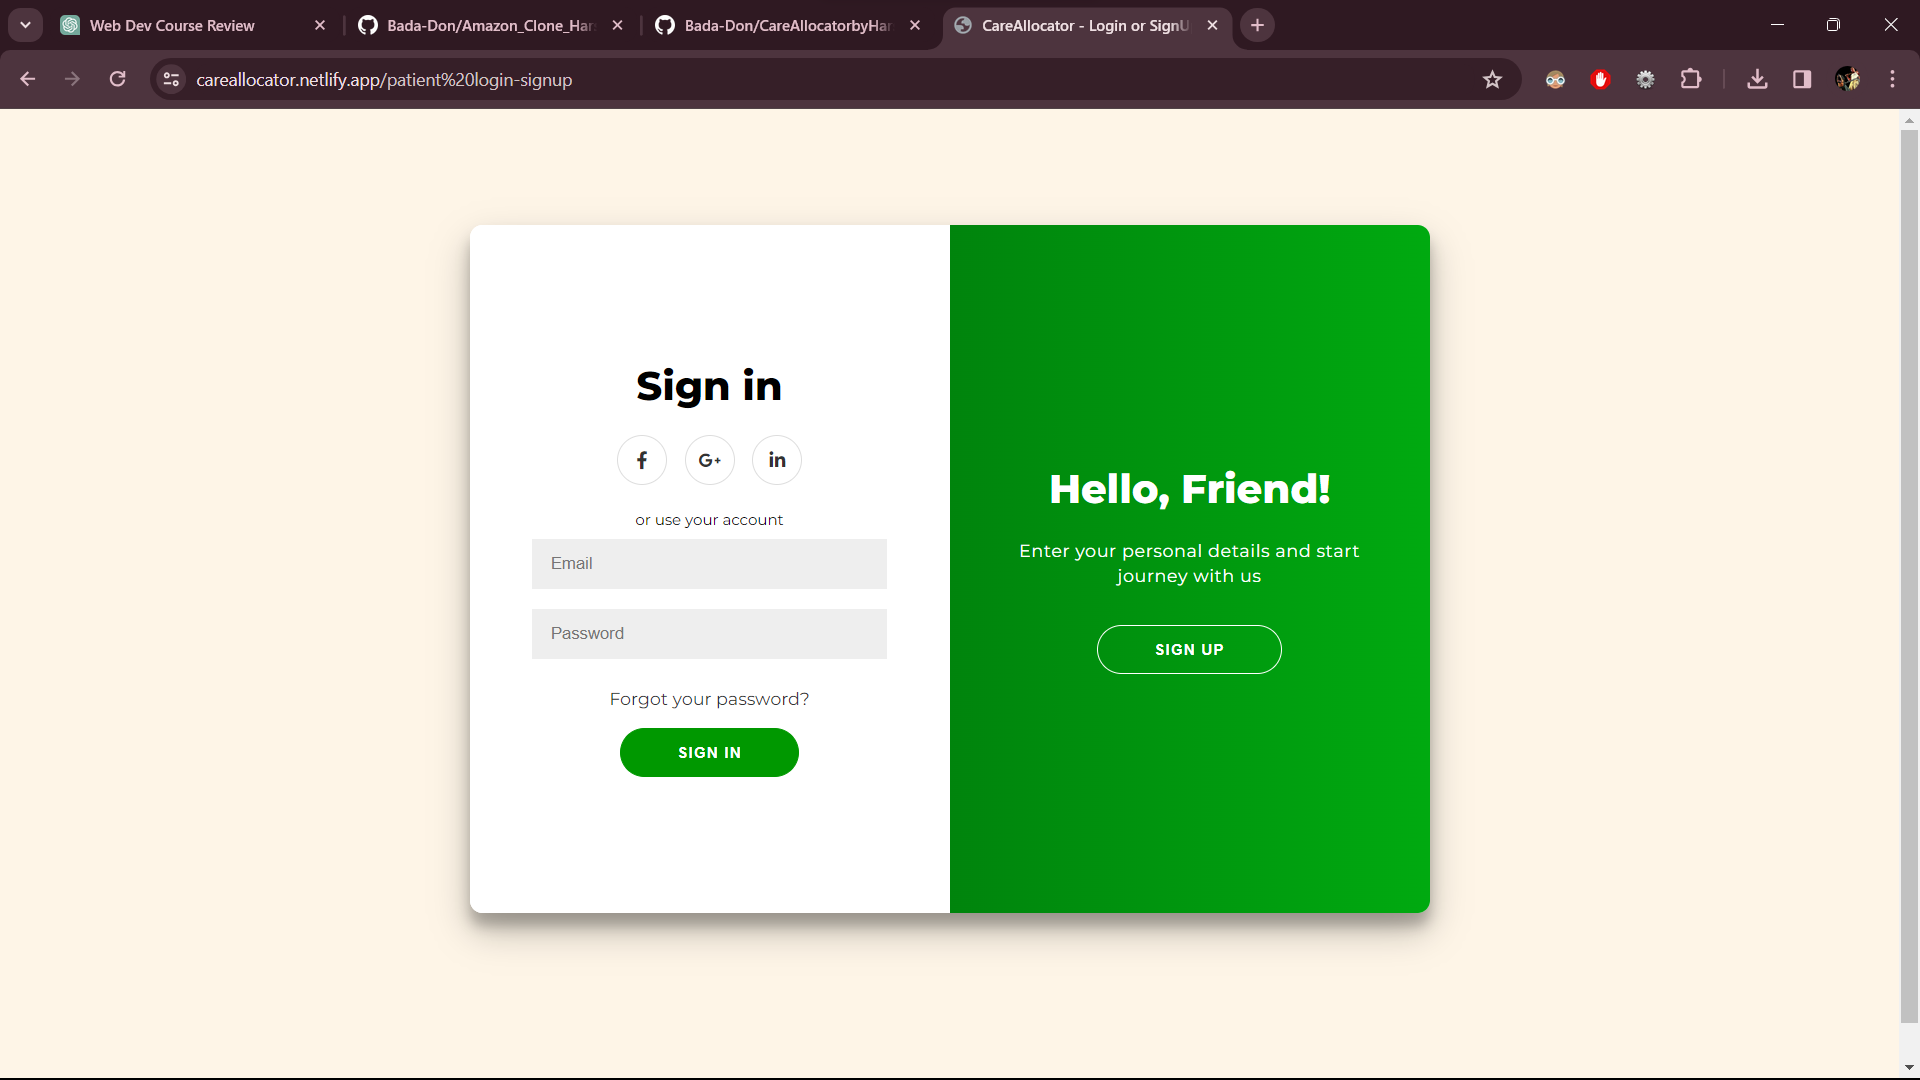 Web Dev Course Review
Bada-Don/Amazon_Clone_Har
Bada-Don/CareAllocatorbyHar
CareAllocator - Login or SignU
careallocator.netlify.app/patient%20login-signup
Sign in
f
G+
in
or use your account
Email
Password
Forgot your password?
SIGN IN
Hello, Friend!
Enter your personal details and start
journey with us
SIGN UP